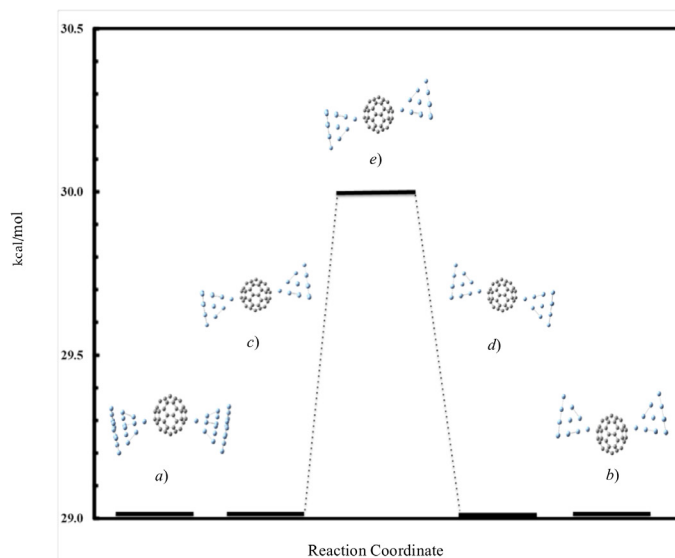 30.5
e)
30.0
kcal/mol
c)
d)
29.5
a)
b)
29.0
Reaction Coordinate